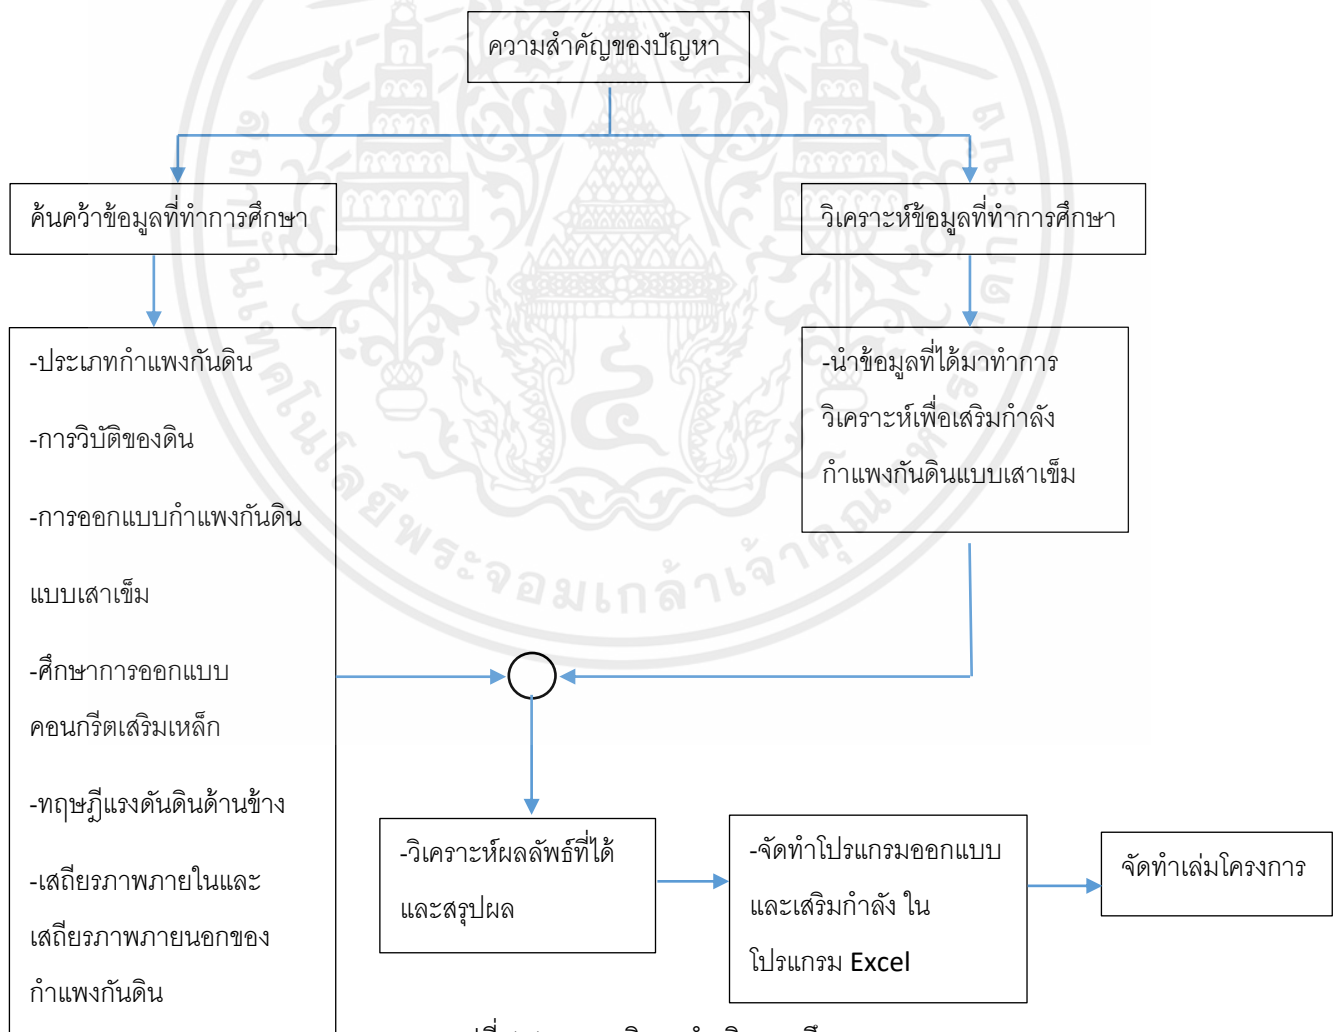 ความสำคัญของปัญหา
ค้นคว้าข้อมูลที่ทำการศึกษา
วิเคราะห์ข้อมูลที่ทำการศึกษา
-ประเภทกำแพงกันดิน
-การวิบัติของดิน
-การออกแบบกำแพงกันดิน
แบบเสาเข็ม
-ศึกษาการออกแบบ
คอนกรีตเสริมเหล็ก
-ทฤษฎีแรงดันดินด้านข้าง
-เสถียรภาพภายในและ
เสถียรภาพภายนอกของ
กำแพงกันดิน
-นำข้อมูลที่ได้มาทำการ
วิเคราะห์เพื่อเสริมกำลัง
กำแพงกันดินแบบเสาเข็ม
-วิเคราะห์ผลลัพธ์ที่ได้
และสรุปผล
-จัดทำโปรแกรมออกแบบ
และเสริมกำลัง ใน
โปรแกรม Excel
จัดทำเล่มโครงการ